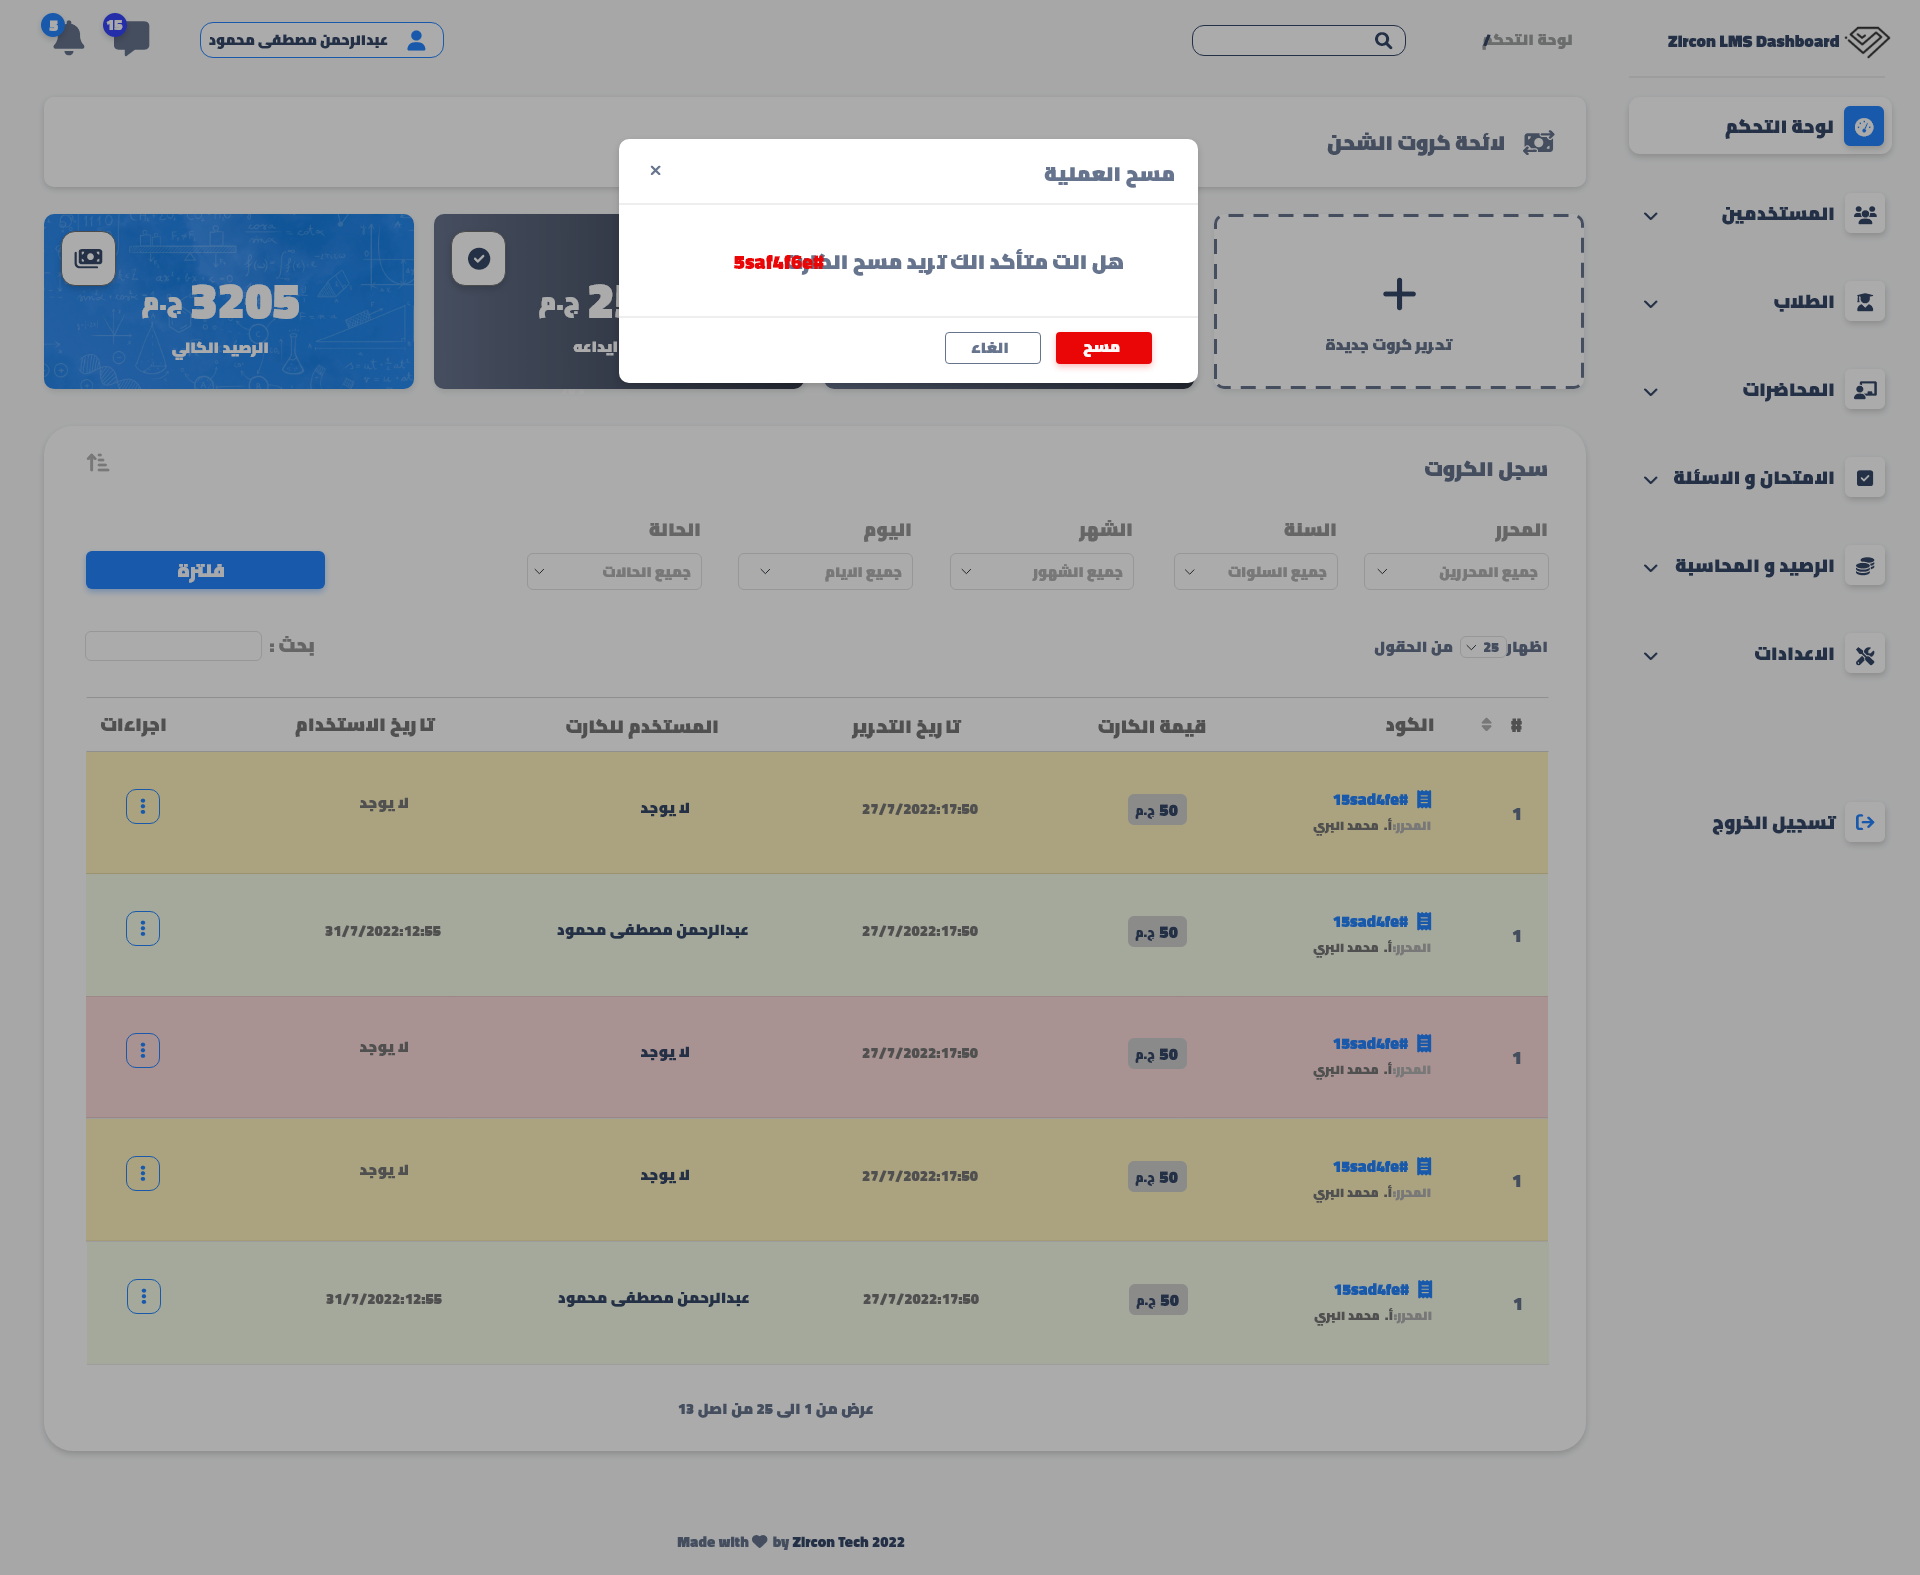 Zircon LMS Dashboard
لوحة التحكم /
عبدالرحمن مصطفى محمود
15
5
لوحة التحكم
المستخدمين
الطلاب
المحاضرات
الامتحان و الاسئلة
الرصيد و المحاسبة
الاعدادات
تسجيل الخروج
لائحة كروت الشحن
مسح العملية
هل انت متأكد انك تريد مسح الكارت
#5saf4f6e
مسح
الغاء
تحرير كروت جديدة
ايداعه
3205 ج.م
الرصيد الكالي
سجل الكروت
المحرر
السنة
الشهر
اليوم
الحالة
جميع المحررين
جميع السنوات
جميع الشهور
جميع الايام
جميع الحالات
فلترة
اظهار 25 من الحقول
بحث :
# الكود قيمة الكارت تاريخ التحرير المستخدم للكارت تاريخ الاستخدام اجراءات
1 #15sad4fe 50 ج.م 27/7/2022:17:50 لا يوجد لا يوجد
المحرر: أ. محمد البري
1 #15sad4fe 50 ج.م 27/7/2022:17:50 عبدالرحمن مصطفى محمود 31/7/2022:12:55
المحرر: أ. محمد البري
1 #15sad4fe 50 ج.م 27/7/2022:17:50 لا يوجد لا يوجد
المحرر: أ. محمد البري
1 #15sad4fe 50 ج.م 27/7/2022:17:50 لا يوجد لا يوجد
المحرر: أ. محمد البري
1 #15sad4fe 50 ج.م 27/7/2022:17:50 عبدالرحمن مصطفى محمود 31/7/2022:12:55
المحرر: أ. محمد البري
عرض من 1 الى 25 من اصل 13
Made with by Zircon Tech 2022